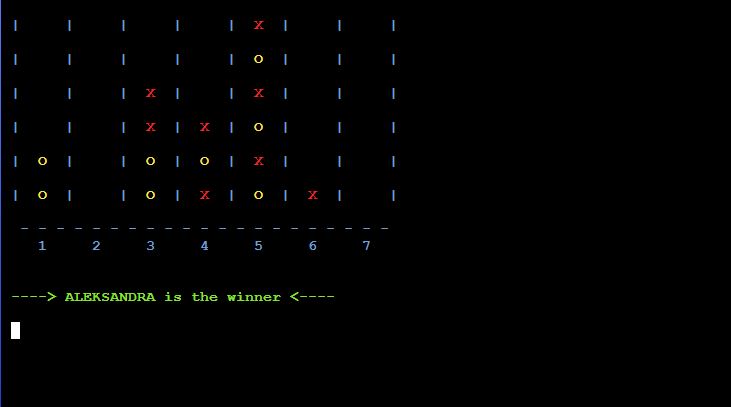 |     |     |     |     |  x  |     |     |
|     |     |     |     |  o  |     |     |
|     |     |  x  |     |  x  |     |     |
|     |     |  x  |  x  |  o  |     |     |
|  o  |     |  o  |  o  |  x  |     |     |
|  o  |     |  o  |  x  |  o  |  x  |     |
- - - - - - - - - - - - - - - - - - - - -
1 2 3 4 5 6 7
----> ALEKSANDRA is the winner <----